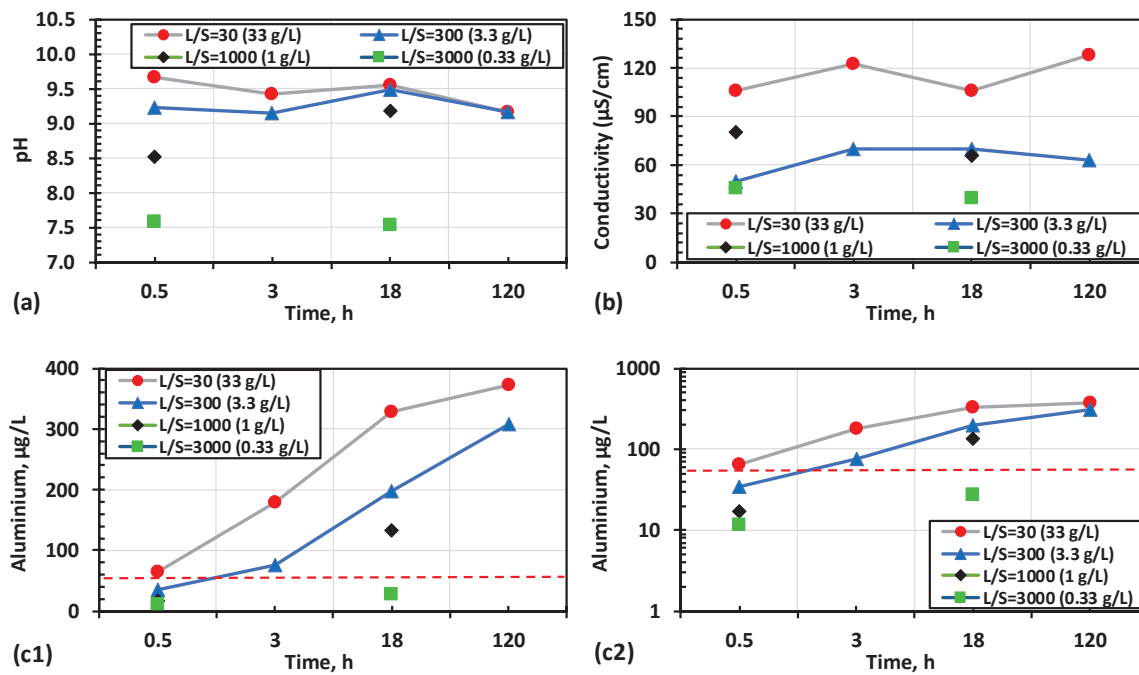 10.5
10.0
9.5
9.0
8.5
8.0
7.5
7.0
pH
L/S=30 (33 g/L)
L/S=300 (3.3 g/L)
L/S=1000 (1 g/L)
L/S=3000 (0.33 g/L)
0.5
3
18
120
Time, h
(a)
150
120
90
60
30
0
Conductivity (µS/cm)
L/S=30 (33 g/L)
L/S=300 (3.3 g/L)
L/S=1000 (1 g/L)
L/S=3000 (0.33 g/L)
0.5
3
18
120
Time, h
(b)
400
300
200
100
0
Aluminium, µg/L
L/S=30 (33 g/L)
L/S=300 (3.3 g/L)
L/S=1000 (1 g/L)
L/S=3000 (0.33 g/L)
0.5
3
18
120
Time, h
(c1)
1000
100
10
1
Aluminium, µg/L
L/S=30 (33 g/L)
L/S=300 (3.3 g/L)
L/S=1000 (1 g/L)
L/S=3000 (0.33 g/L)
0.5
3
18
120
Time, h
(c2)